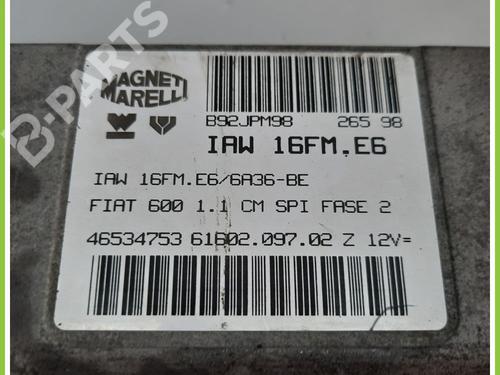 MAGNETI
MARELLI
B92JPM98 265 98
IAW 16FM.E6
IAW 16FM.E6/6A36-BE
FIAT 600 1.1 CM SPI FASE 2
46534753 61602.097.02 Z 12V=
B-PARTS